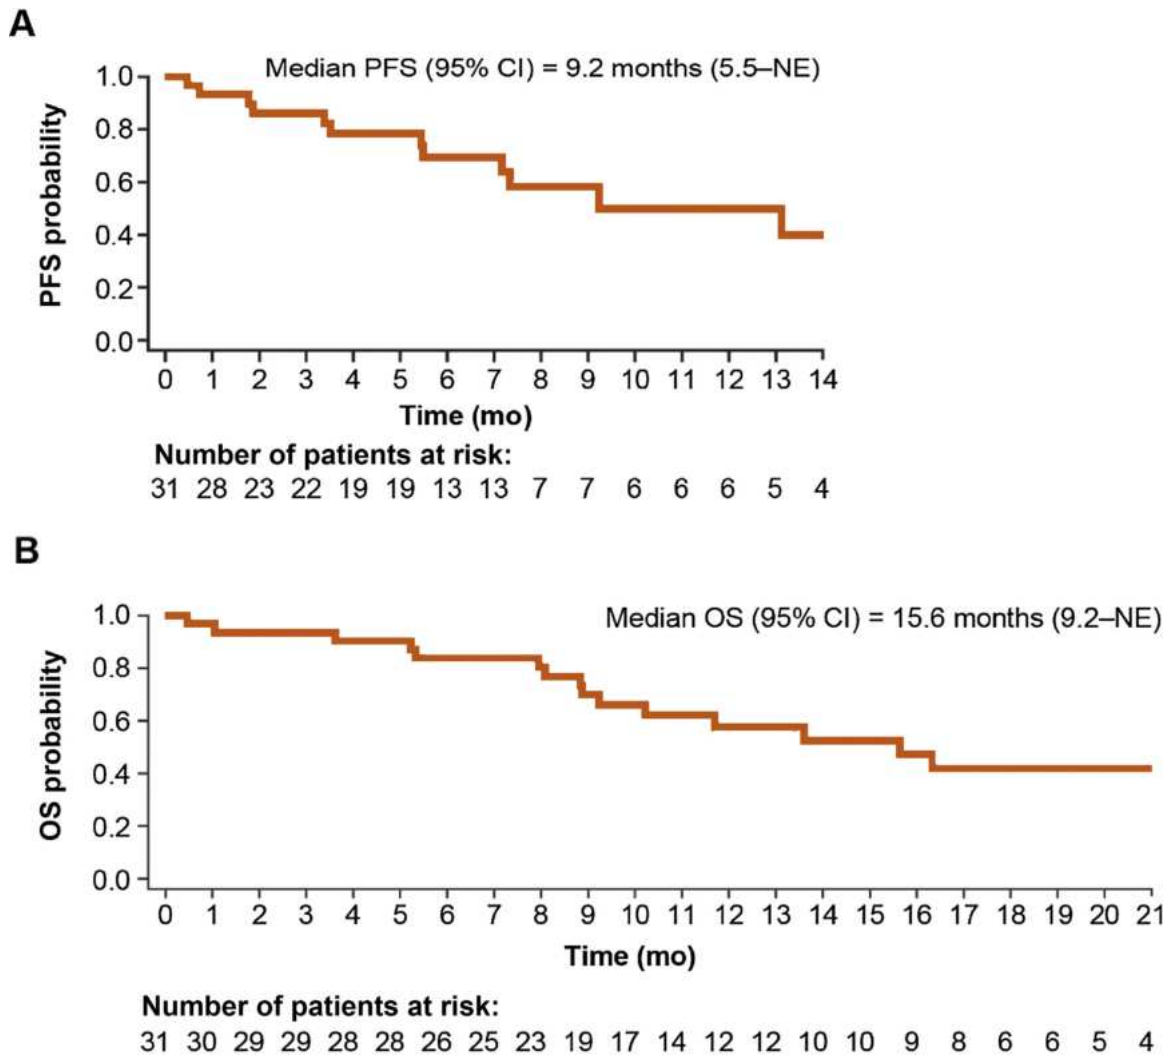 A
Median PFS (95% CI) = 9.2 months (5.5–NE)
1.0
0.8
0.6
0.4
0.2
0.0
PFS probability
0 1 2 3 4 5 6 7 8 9 10 11 12 13 14
Time (mo)
Number of patients at risk:
31 28 23 22 19 19 13 13 7 7 6 6 6 5 4
B
Median OS (95% CI) = 15.6 months (9.2–NE)
1.0
0.8
0.6
0.4
0.2
0.0
OS probability
0 1 2 3 4 5 6 7 8 9 10 11 12 13 14 15 16 17 18 19 20 21
Time (mo)
Number of patients at risk:
31 30 29 29 28 28 26 25 23 19 17 14 12 12 10 10 9 8 6 6 5 4